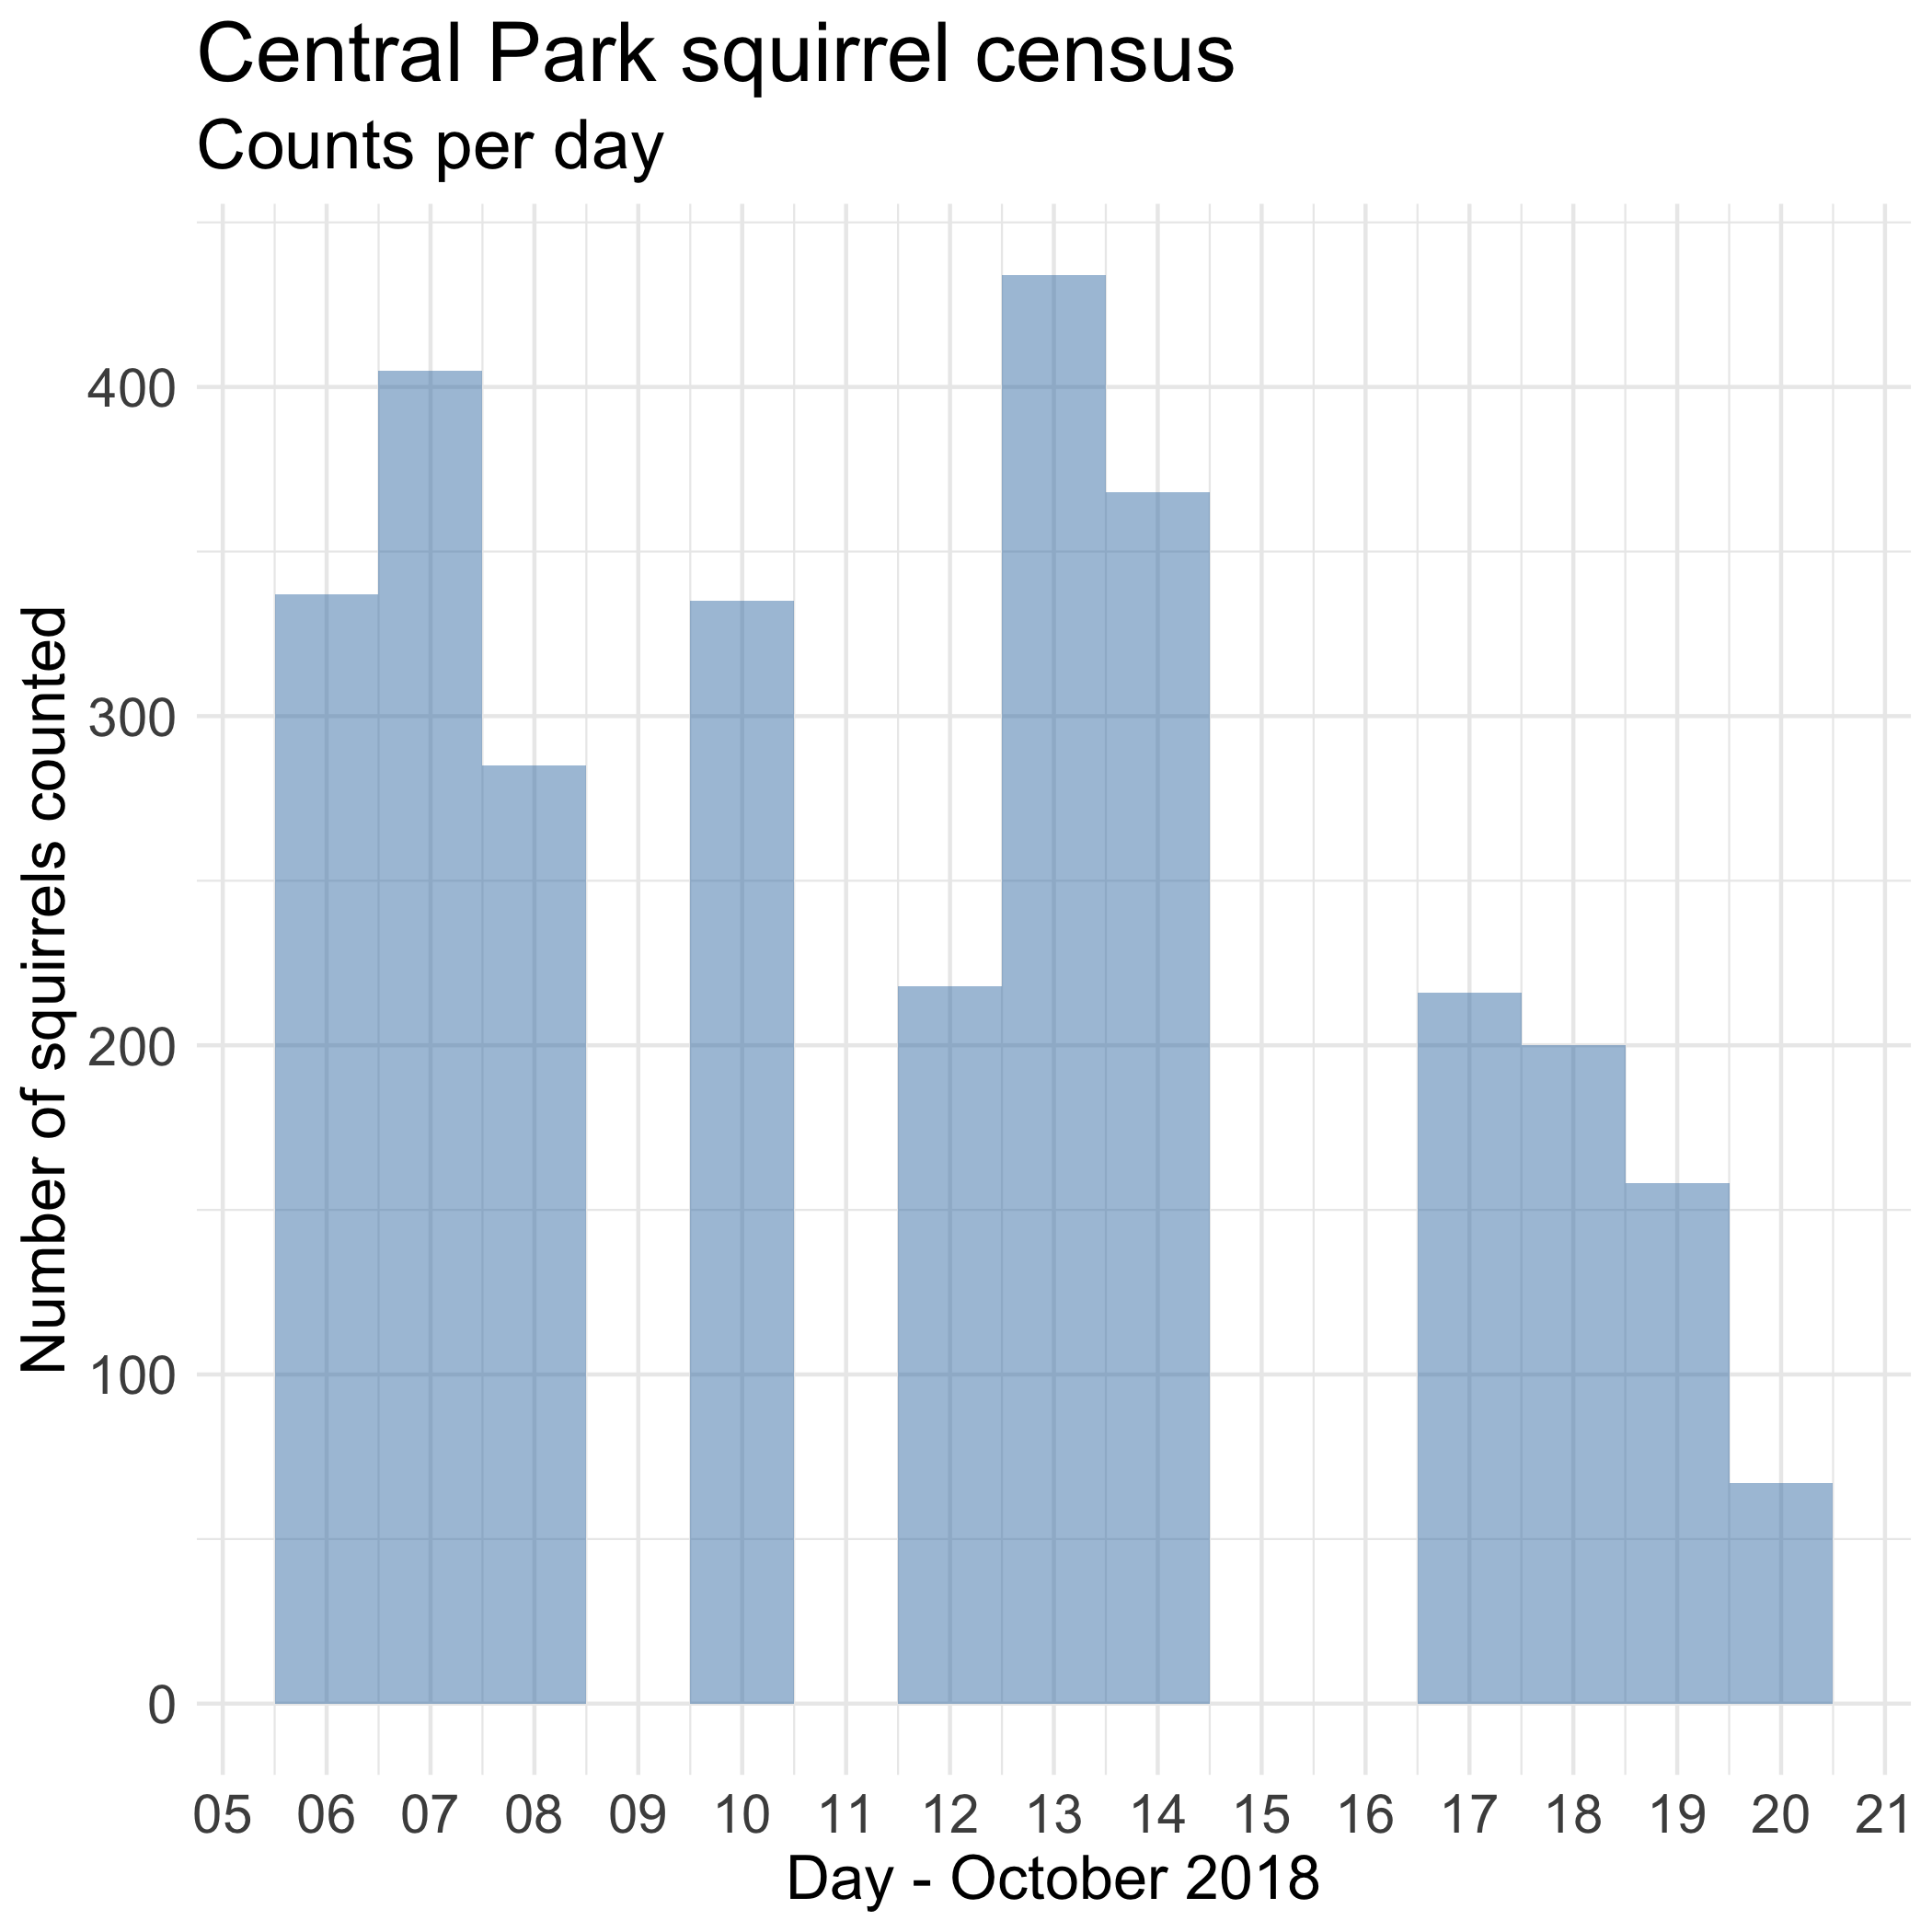 Central Park squirrel census
Counts per day
Number of squirrels counted
400
300
200
100
0
05 06 07 08 09 10 11 12 13 14 15 16 17 18 19 20 21
Day - October 2018